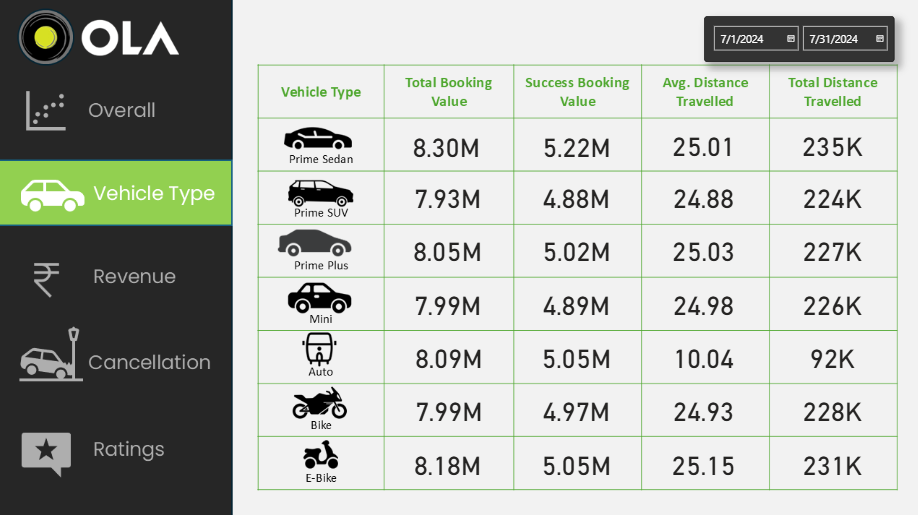 OLA
7/1/2024 7/31/2024
Overall
Vehicle Type
Revenue
Cancellation
Ratings
Vehicle Type Total Booking Value Success Booking Value Avg. Distance Travelled Total Distance Travelled
Prime Sedan 8.30M 5.22M 25.01 235K
Prime SUV 7.93M 4.88M 24.88 224K
Prime Plus 8.05M 5.02M 25.03 227K
Mini 7.99M 4.89M 24.98 226K
Auto 8.09M 5.05M 10.04 92K
Bike 7.99M 4.97M 24.93 228K
E-Bike 8.18M 5.05M 25.15 231K